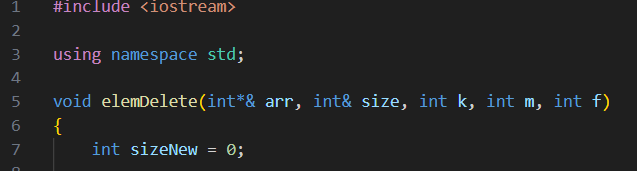 1 #include <iostream>
2
3 using namespace std;
4
5 void elemDelete(int*& arr, int& size, int k, int m, int f)
6 {
7 int sizeNew = 0;